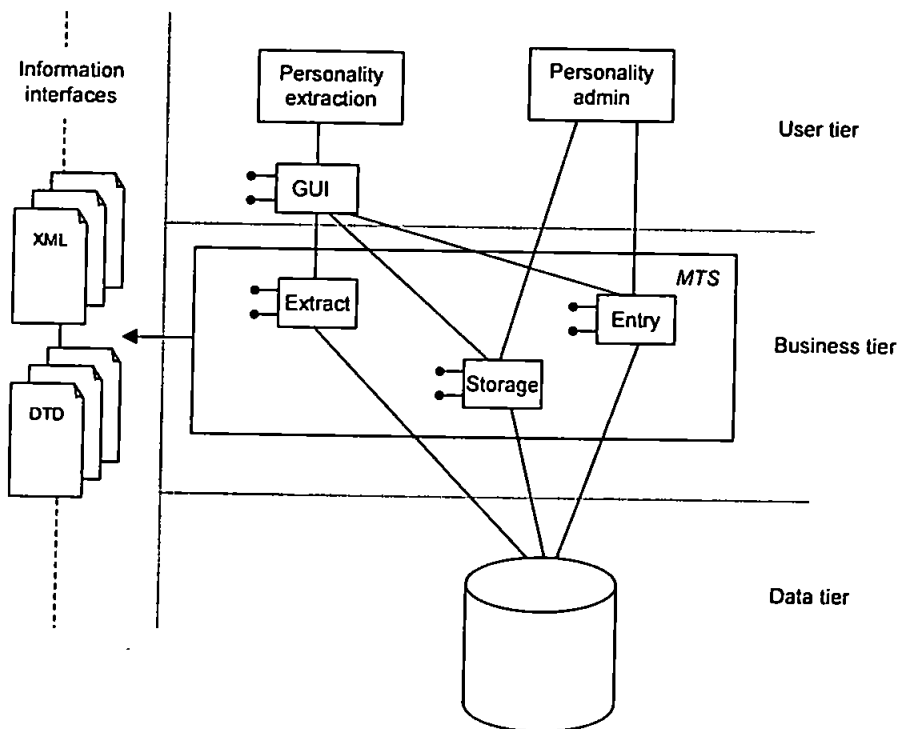 Information
interfaces
Personality
extraction
Personality
admin
User tier
GUI
XML
MTS
Extract
Entry
Business tier
Storage
DTD
Data tier